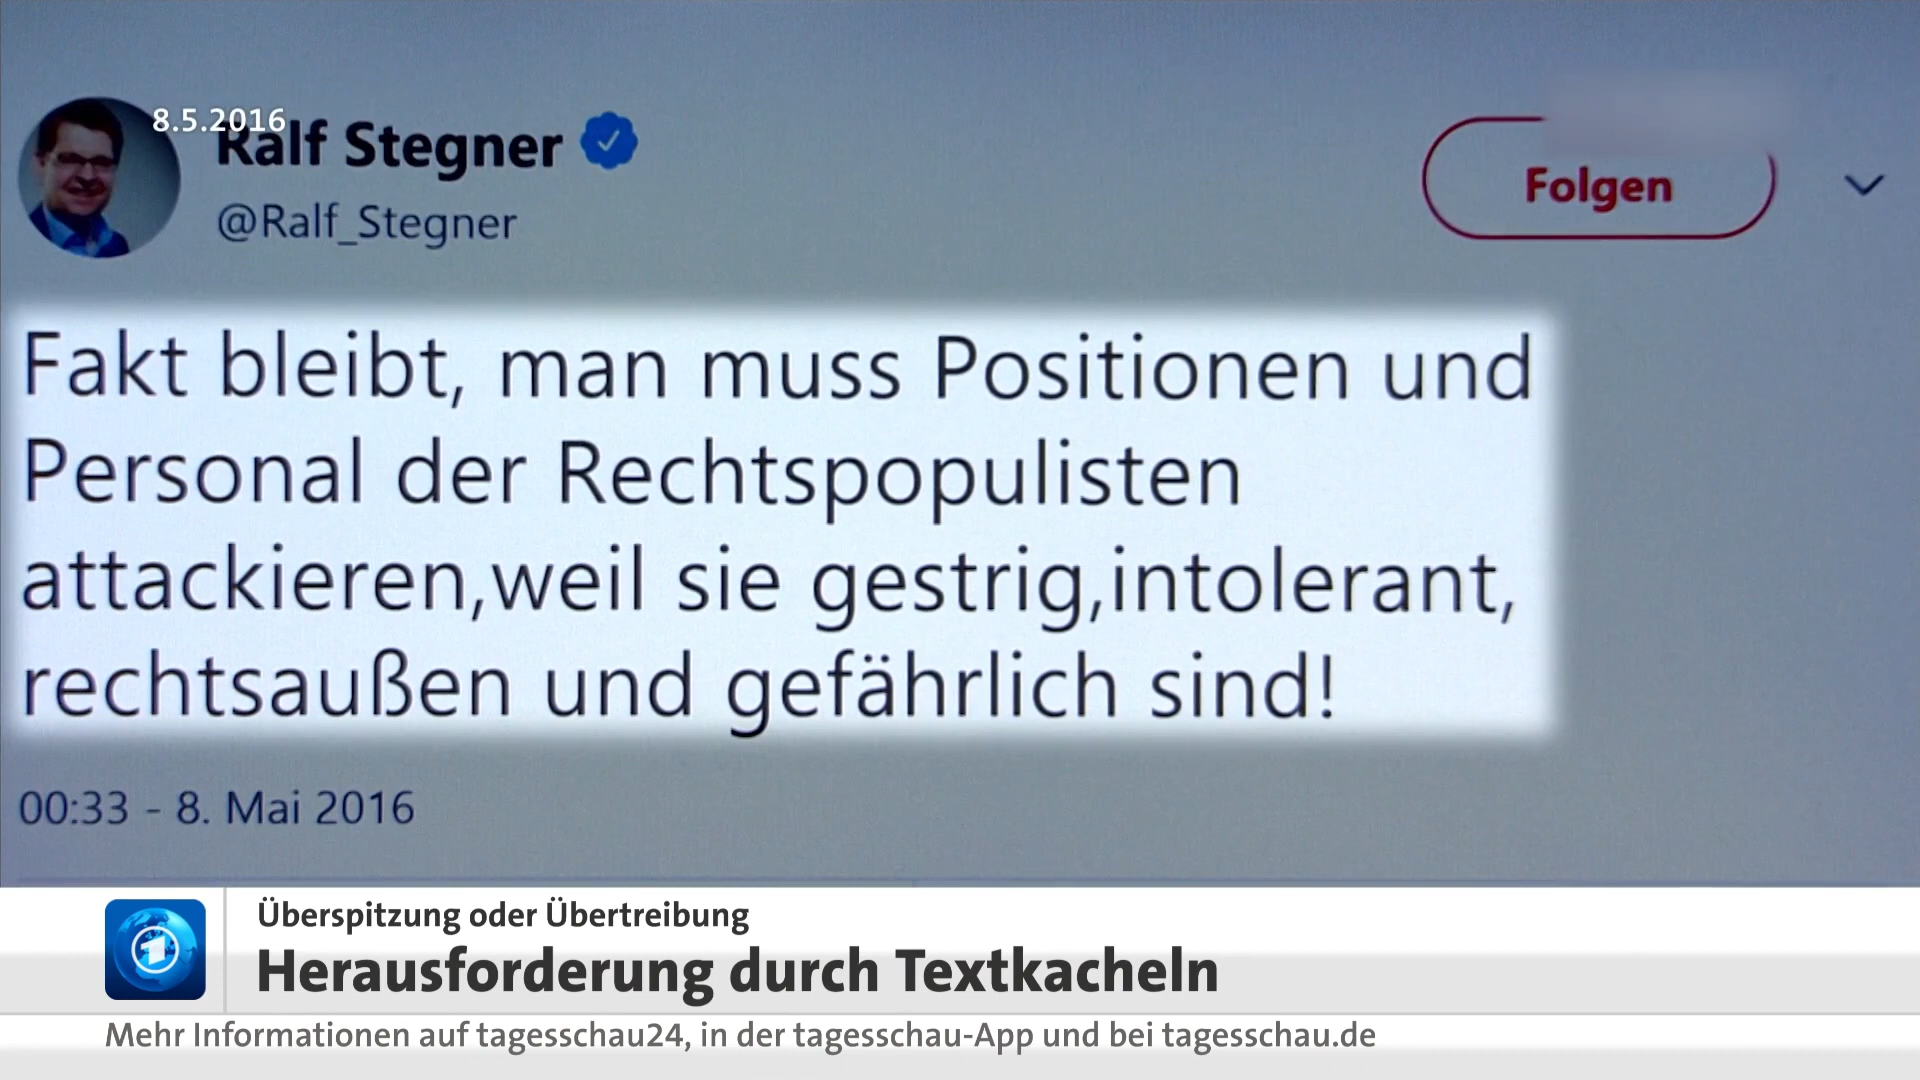 8.5.2016
Ralf Stegner
@Ralf_Stegner
Folgen
Fakt bleibt, man muss Positionen und
Personal der Rechtspopulisten
attackieren,weil sie gestrig,intolerant,
rechtsaußen und gefährlich sind!
00:33 - 8. Mai 2016
1
Überspitzung oder Übertreibung
Herausforderung durch Textkacheln
Mehr Informationen auf tagesschau24, in der tagesschau-App und bei tagesschau.de